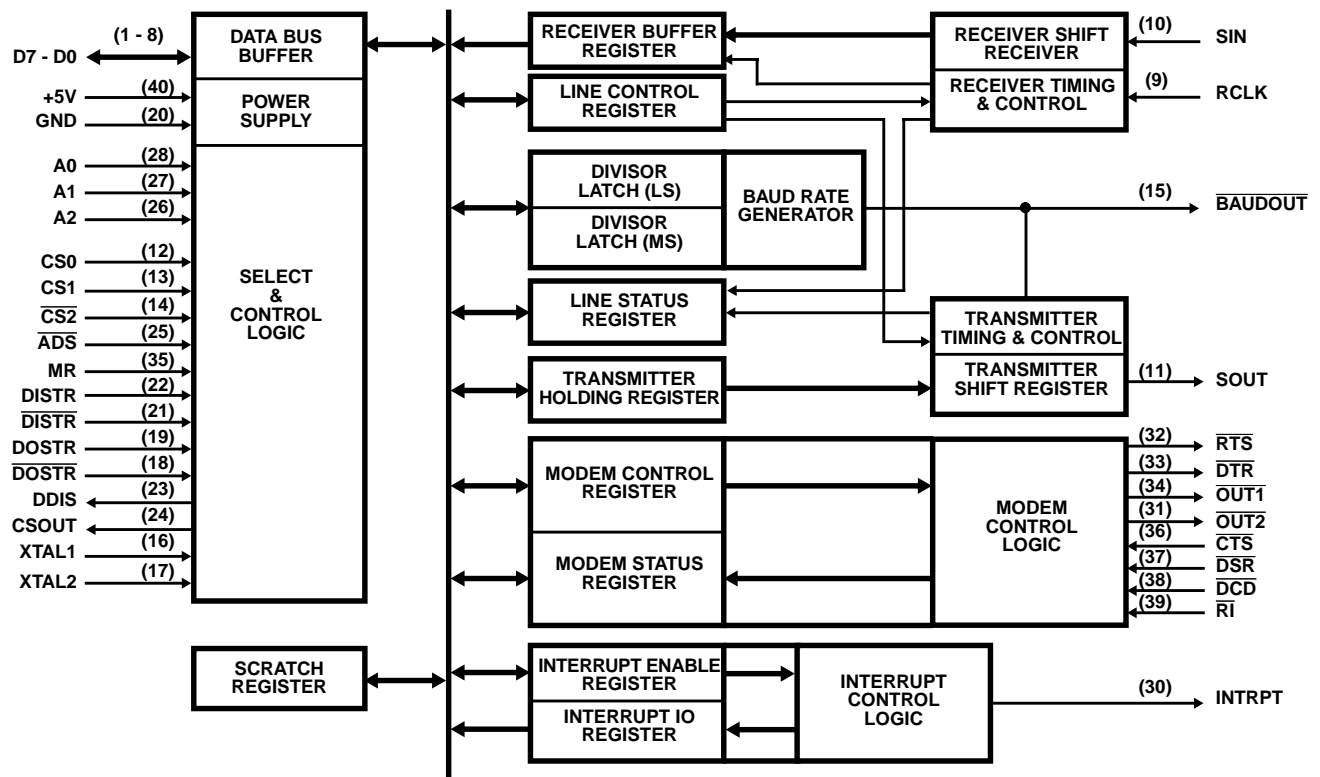 (1 - 8)
D7 - D0
(40)
+5V
(20)
GND
(28)
A0
(27)
A1
(26)
A2
(12)
CS0
(13)
CS1
(14)
CS2
(25)
ADS
(35)
MR
(22)
DISTR
(21)
DISTR
(19)
DOSTR
(18)
DOSTR
(23)
DDIS
(24)
CSOUT
(16)
XTAL1
(17)
XTAL2
DATA BUS
BUFFER
POWER
SUPPLY
SELECT
&
CONTROL
LOGIC
SCRATCH
REGISTER
RECEIVER BUFFER
REGISTER
LINE CONTROL
REGISTER
DIVISOR
LATCH (LS)
DIVISOR
LATCH (MS)
BAUD RATE
GENERATOR
LINE STATUS
REGISTER
TRANSMITTER
HOLDING REGISTER
MODEM CONTROL
REGISTER
MODEM STATUS
REGISTER
INTERRUPT ENABLE
REGISTER
INTERRUPT IO
REGISTER
INTERRUPT
CONTROL
LOGIC
RECEIVER SHIFT
RECEIVER
RECEIVER TIMING
& CONTROL
TRANSMITTER
TIMING & CONTROL
TRANSMITTER
SHIFT REGISTER
MODEM
CONTROL
LOGIC
(10)
SIN
(9)
RCLK
(15)
BAUDOUT
(11)
SOUT
(32)
RTS
(33)
DTR
(34)
OUT1
(31)
OUT2
(36)
CTS
(37)
DSR
(38)
DCD
(39)
RI
(30)
INTRPT